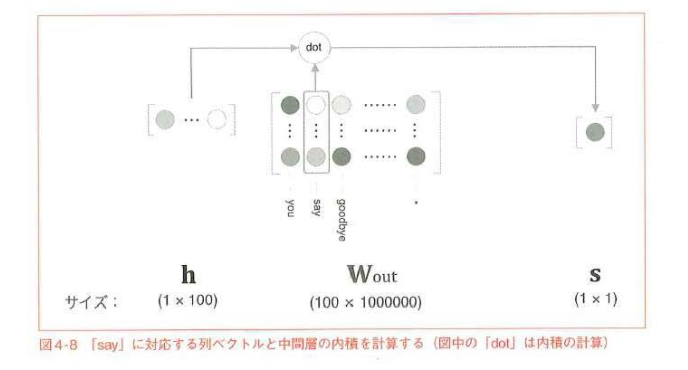 dot
you
say
goodbye
.
h
Wout
s
サイズ：
(1 × 100)
(100 × 1000000)
(1 × 1)
図4-8 「say」に対応する列ベクトルと中間層の内積を計算する（図中の「dot」は内積の計算）